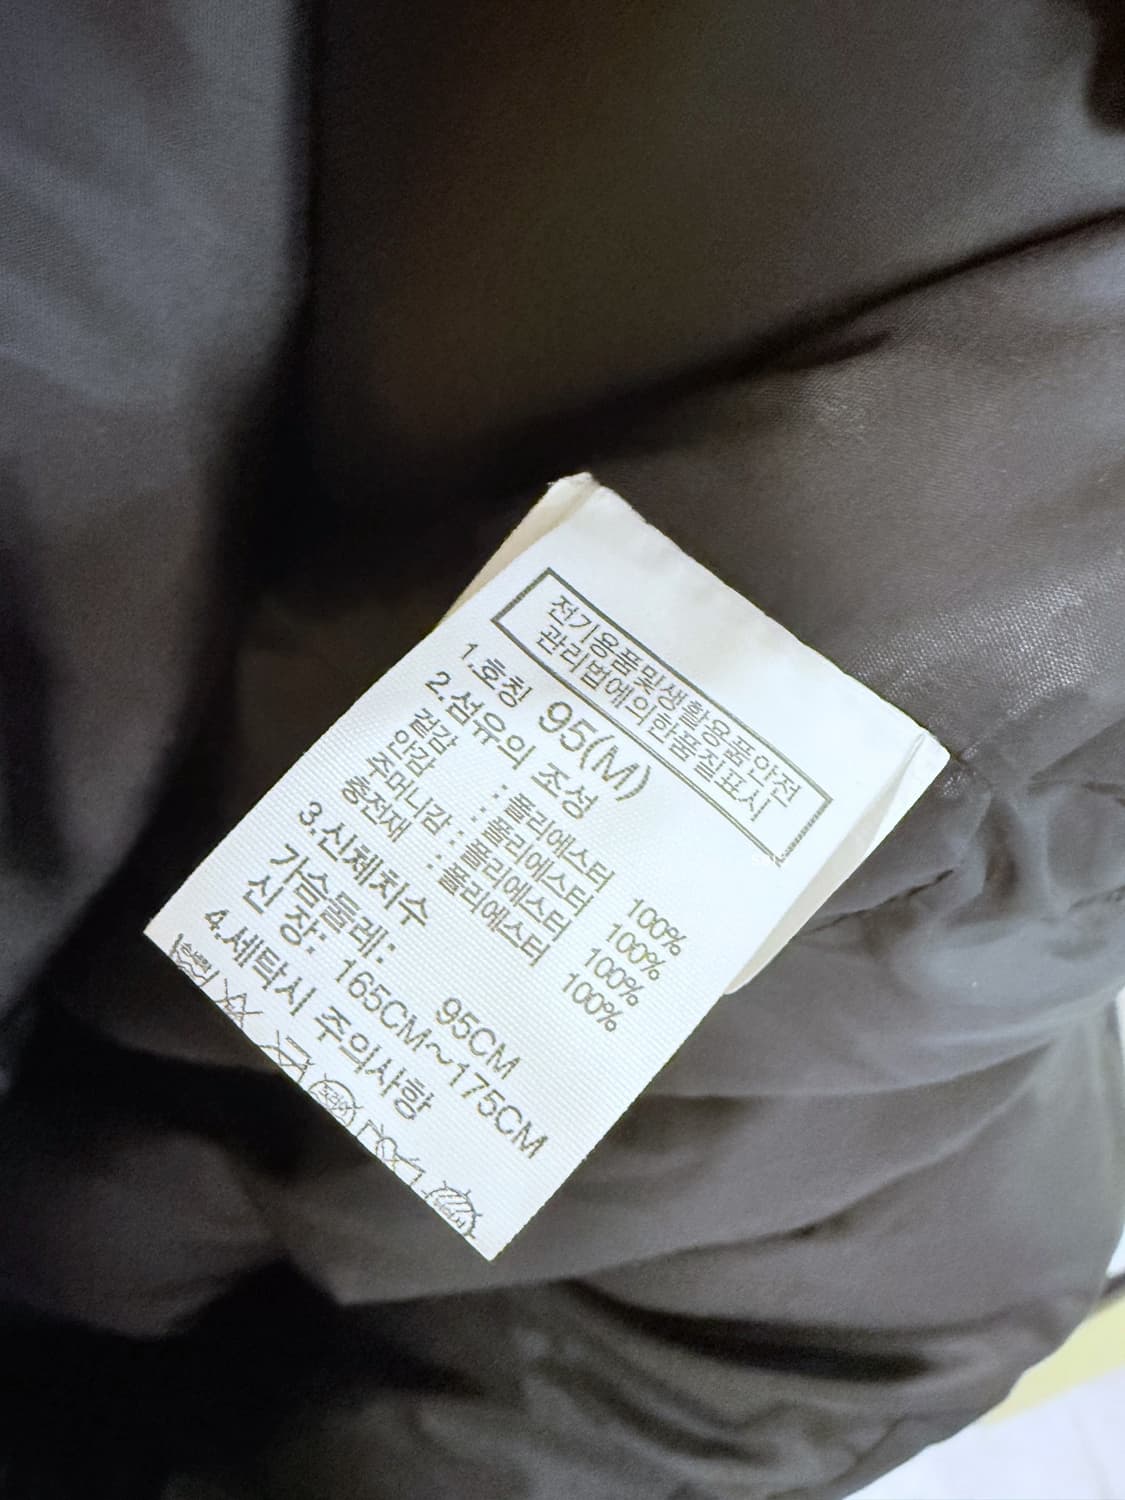 전기용품및생활용품안전
관리법에의한품질표시
1.호칭 95(M)
2.섬유의 조성
겉감 : 폴리에스터 100%
안감 : 폴리에스터 100%
주머니감 : 폴리에스터 100%
충전재 : 폴리에스터 100%
3.신체치수
가슴둘레: 95CM
신 장: 165CM~175CM
4.세탁시 주의사항